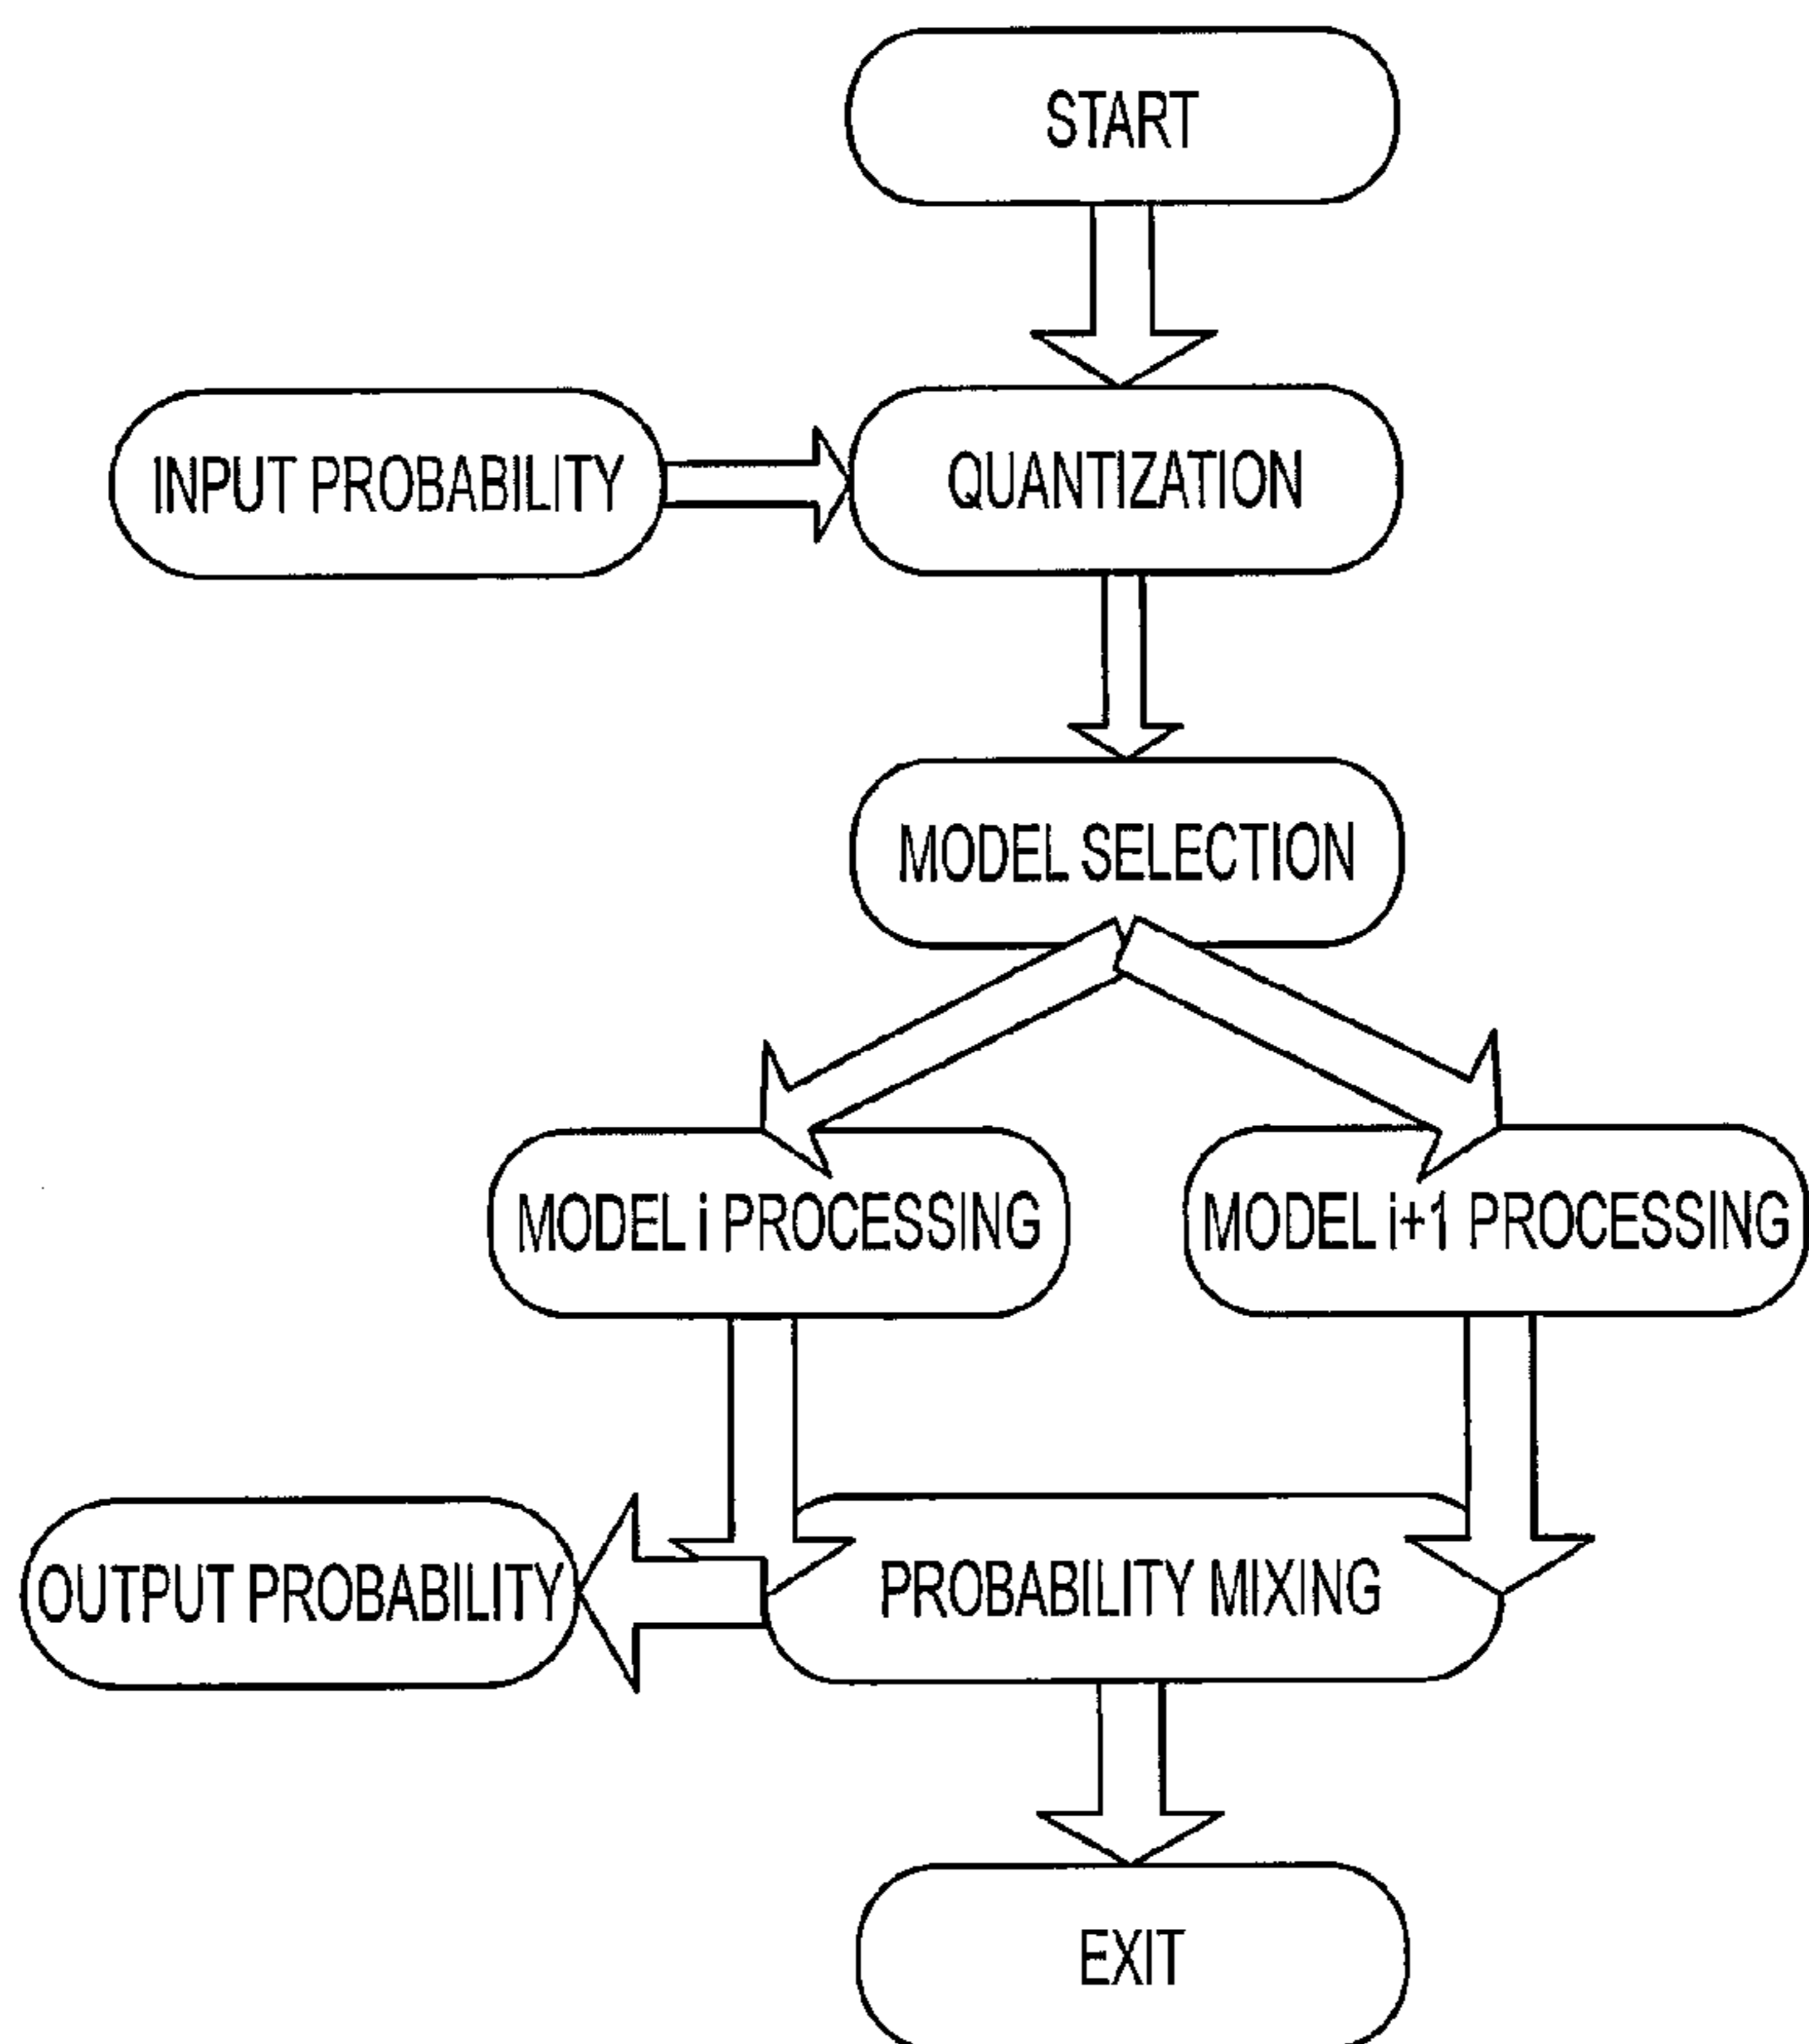 START
INPUT PROBABILITY
QUANTIZATION
MODEL SELECTION
MODEL i PROCESSING
MODEL i+1 PROCESSING
OUTPUT PROBABILITY
PROBABILITY MIXING
EXIT